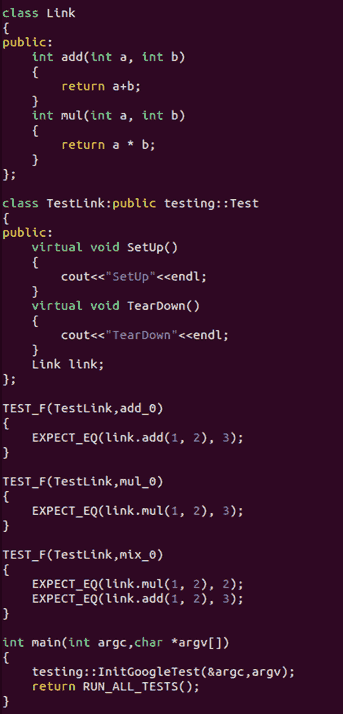 class Link
{
public:
    int add(int a, int b)
    {
        return a+b;
    }
    int mul(int a, int b)
    {
        return a * b;
    }
};

class TestLink:public testing::Test
{
public:
    virtual void SetUp()
    {
        cout<<"SetUp"<<endl;
    }
    virtual void TearDown()
    {
        cout<<"TearDown"<<endl;
    }
    Link link;
};

TEST_F(TestLink,add_0)
{
    EXPECT_EQ(link.add(1, 2), 3);
}

TEST_F(TestLink,mul_0)
{
    EXPECT_EQ(link.mul(1, 2), 3);
}

TEST_F(TestLink,mix_0)
{
    EXPECT_EQ(link.mul(1, 2), 2);
    EXPECT_EQ(link.add(1, 2), 3);
}

int main(int argc,char *argv[])
{
    testing::InitGoogleTest(&argc,argv);
    return RUN_ALL_TESTS();
}